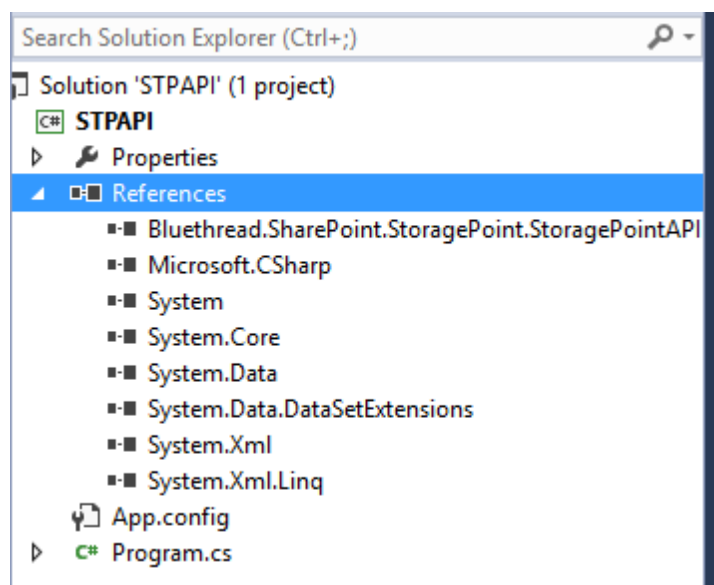 Search Solution Explorer (Ctrl+;)
Solution 'STPAPI' (1 project)
C# STPAPI
Properties
References
Bluethread.SharePoint.StoragePoint.StoragePointAPI
Microsoft.CSharp
System
System.Core
System.Data
System.Data.DataSetExtensions
System.Xml
System.Xml.Linq
App.config
C# Program.cs